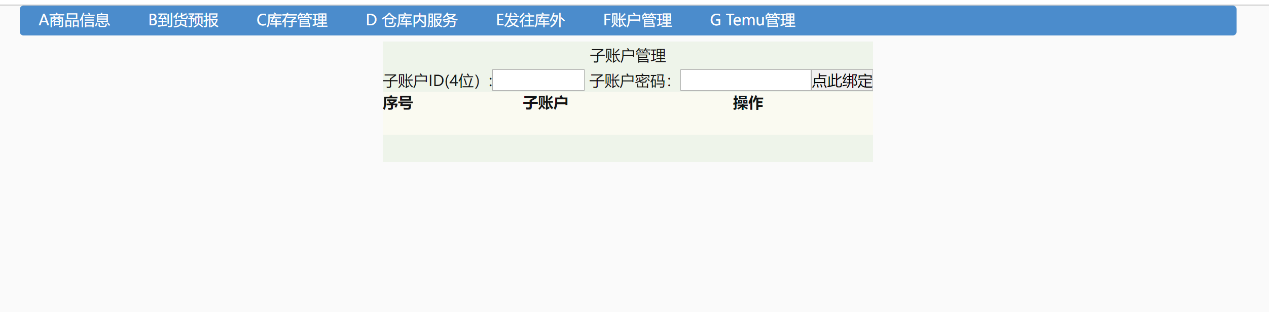 A商品信息 B到货预报 C库存管理 D 仓库内服务 E发往库外 F账户管理 G Temu管理
子账户管理
子账户ID(4位）: 子账户密码： 点此绑定
序号 子账户 操作